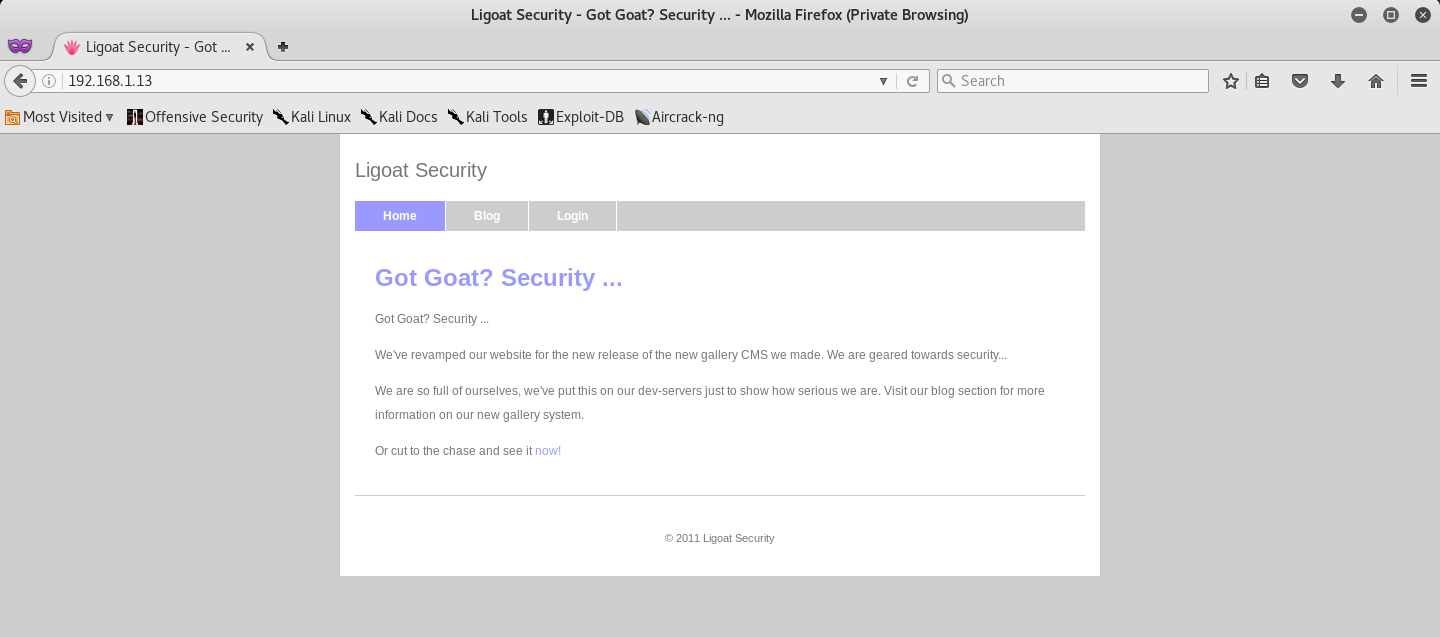 Ligoat Security - Got Goat? Security ... - Mozilla Firefox (Private Browsing)
Ligoat Security - Got ...
192.168.1.13
Search
Most Visited
Offensive Security
Kali Linux
Kali Docs
Kali Tools
Exploit-DB
Aircrack-ng
Ligoat Security
Home Blog Login
Got Goat? Security ...
Got Goat? Security ...
We've revamped our website for the new release of the new gallery CMS we made. We are geared towards security...
We are so full of ourselves, we've put this on our dev-servers just to show how serious we are. Visit our blog section for more
information on our new gallery system.
Or cut to the chase and see it now!
© 2011 Ligoat Security